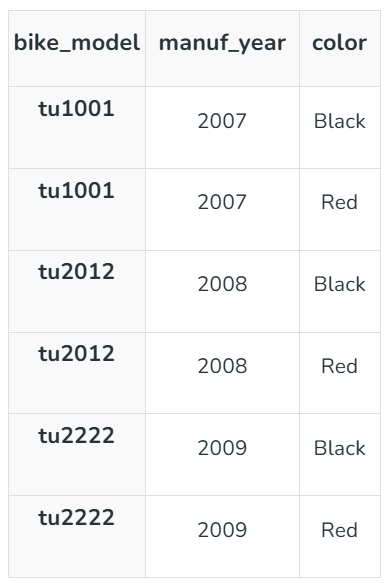 bike_model manuf_year color
tu1001 2007 Black
tu1001 2007 Red
tu2012 2008 Black
tu2012 2008 Red
tu2222 2009 Black
tu2222 2009 Red